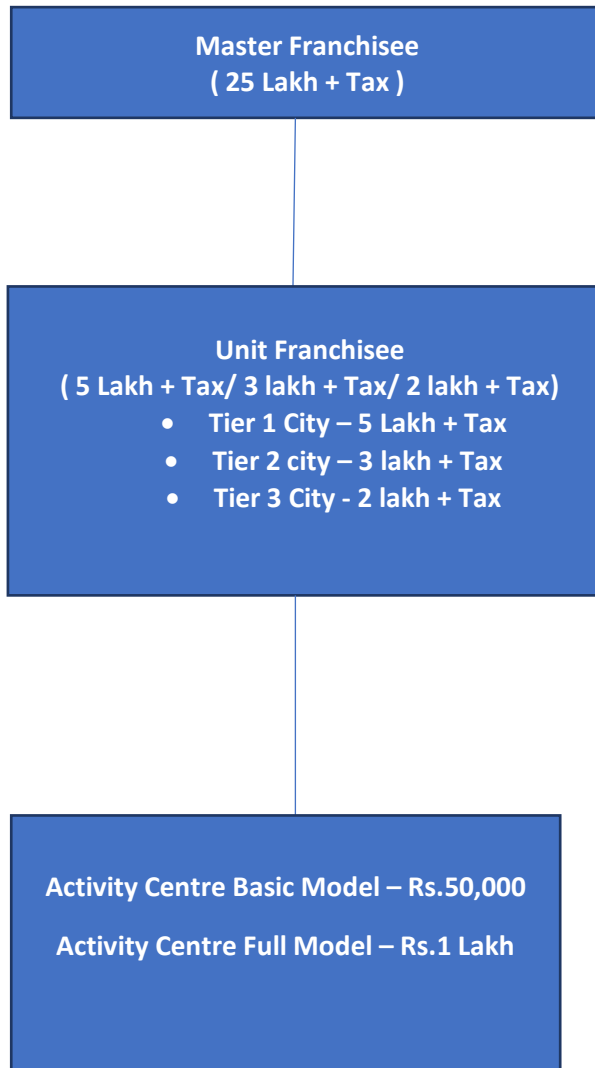 Master Franchisee
( 25 Lakh + Tax )
Unit Franchisee
( 5 Lakh + Tax/ 3 lakh + Tax/ 2 lakh + Tax)
• Tier 1 City – 5 Lakh + Tax
• Tier 2 city – 3 lakh + Tax
• Tier 3 City - 2 lakh + Tax
Activity Centre Basic Model – Rs.50,000
Activity Centre Full Model – Rs.1 Lakh